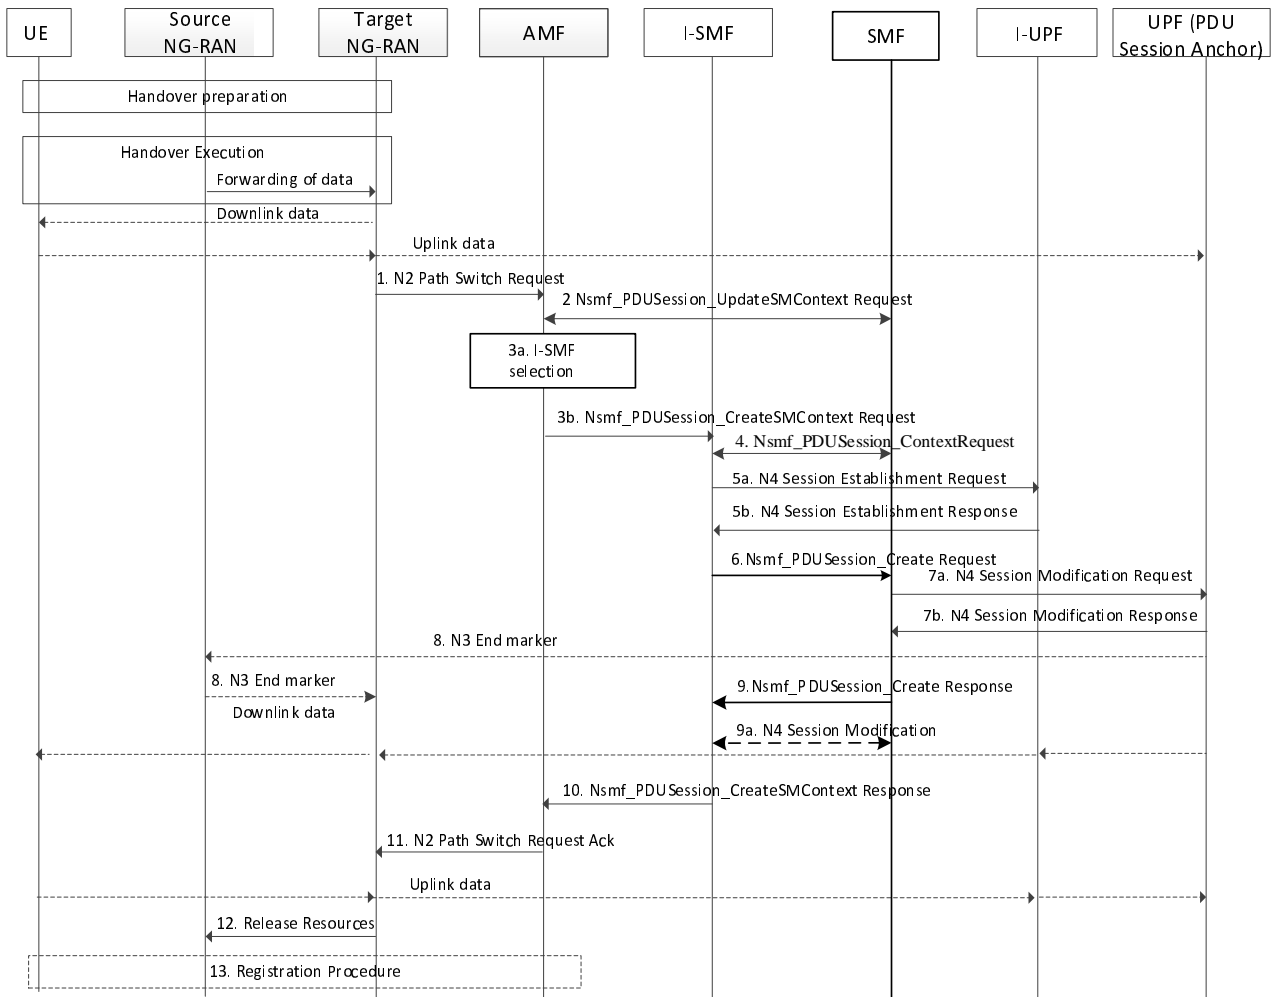 UE
Source
NG-RAN
Target
NG-RAN
AMF
I-SMF
SMF
I-UPF
UPF (PDU
Session Anchor)
Handover preparation
Handover Execution
Forwarding of data
Downlink data
Uplink data
1. N2 Path Switch Request
2 Nsmf_PDUSession_UpdateSMContext Request
3a. I-SMF
selection
3b. Nsmf_PDUSession_CreateSMContext Request
4. Nsmf_PDUSession_ContextRequest
5a. N4 Session Establishment Request
5b. N4 Session Establishment Response
6.Nsmf_PDUSession_Create Request
7a. N4 Session Modification Request
7b. N4 Session Modification Response
8. N3 End marker
8. N3 End marker
9.Nsmf_PDUSession_Create Response
Downlink data
9a. N4 Session Modification
10. Nsmf_PDUSession_CreateSMContext Response
11. N2 Path Switch Request Ack
Uplink data
12. Release Resources
13. Registration Procedure